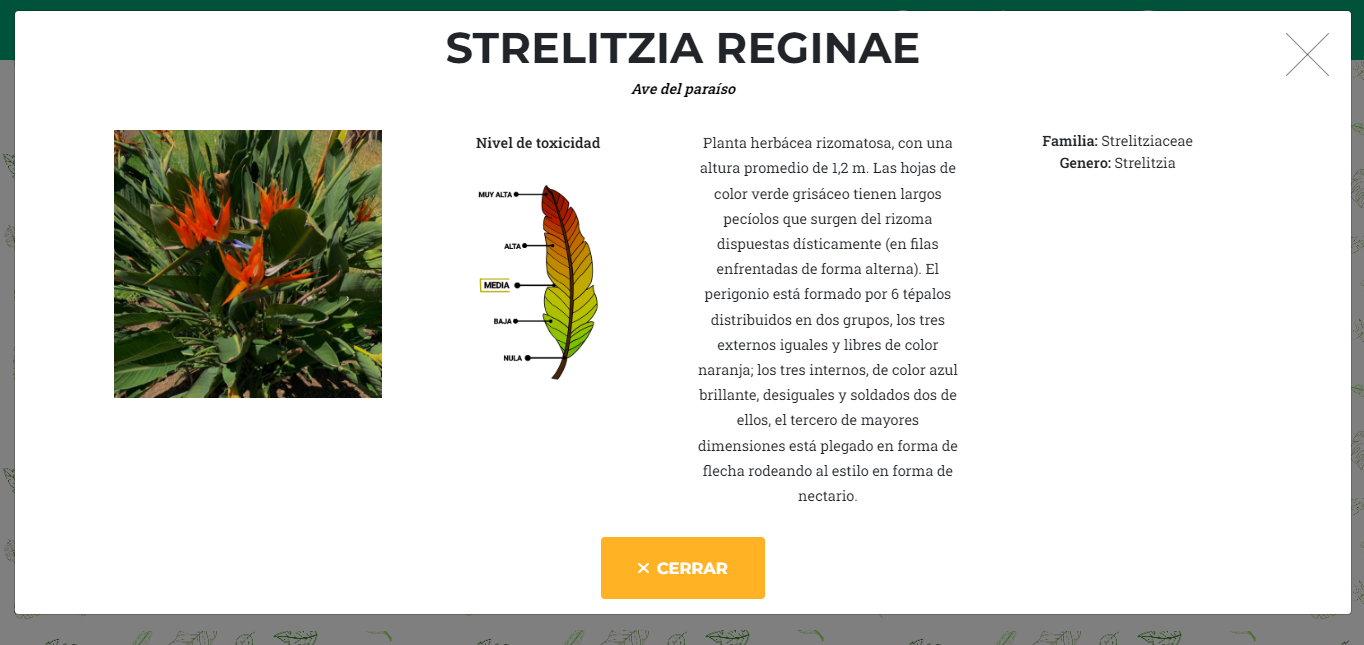 STRELITZIA REGINAE
Ave del paraíso
Nivel de toxicidad
MUY ALTA
ALTA
MEDIA
BAJA
NULA
Planta herbácea rizomatosa, con una
altura promedio de 1,2 m. Las hojas de
color verde grisáceo tienen largos
pecíolos que surgen del rizoma
dispuestas dísticamente (en filas
enfrentadas de forma alterna). El
perigonio está formado por 6 tépalos
distribuidos en dos grupos, los tres
externos iguales y libres de color
naranja; los tres internos, de color azul
brillante, desiguales y soldados dos de
ellos, el tercero de mayores
dimensiones está plegado en forma de
flecha rodeando al estilo en forma de
nectario.
Familia: Strelitziaceae
Genero: Strelitzia
× CERRAR